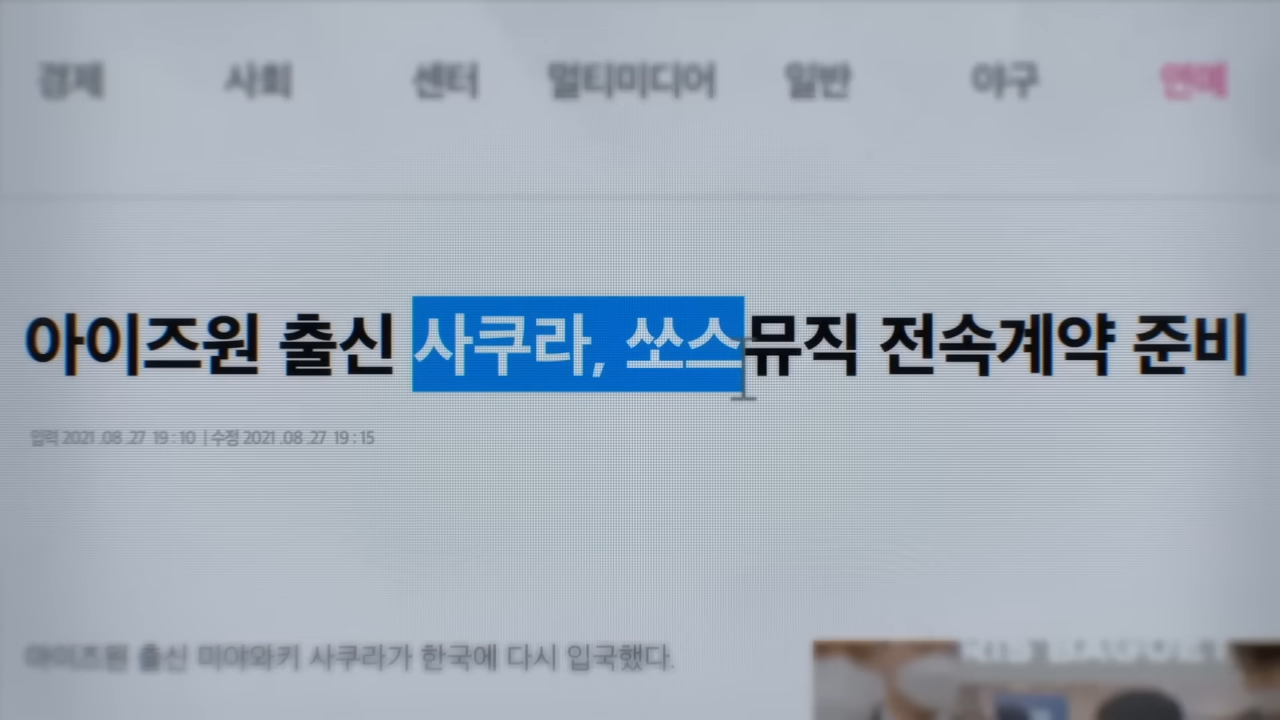 경제 사회 센터 멀티미디어 일반 야구 연예
아이즈원 출신 사쿠라, 쏘스뮤직 전속계약 준비
입력 2021.08.27 19:10 | 수정 2021.08.27 19:15
아이즈원 출신 미야와키 사쿠라가 한국에 다시 입국했다.